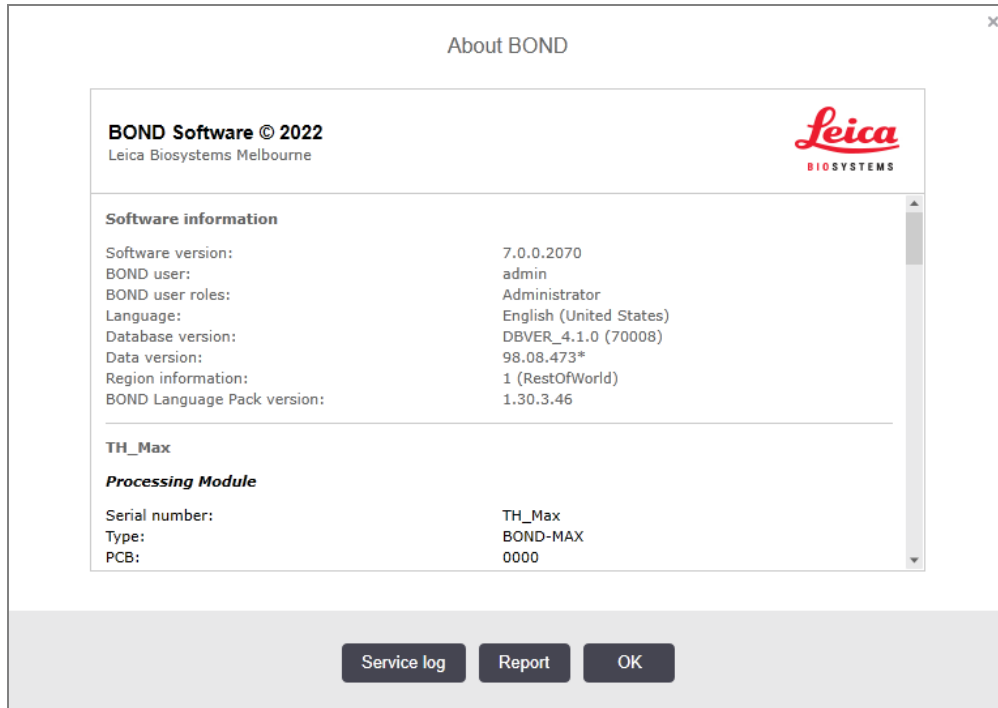 About BOND
BOND Software © 2022
Leica Biosystems Melbourne
Leica
BIOSYSTEMS
Software information
Software version: 7.0.0.2070
BOND user: admin
BOND user roles: Administrator
Language: English (United States)
Database version: DBVER_4.1.0 (70008)
Data version: 98.08.473*
Region information: 1 (RestOfWorld)
BOND Language Pack version: 1.30.3.46
TH_Max
Processing Module
Serial number: TH_Max
Type: BOND-MAX
PCB: 0000
Service log Report OK